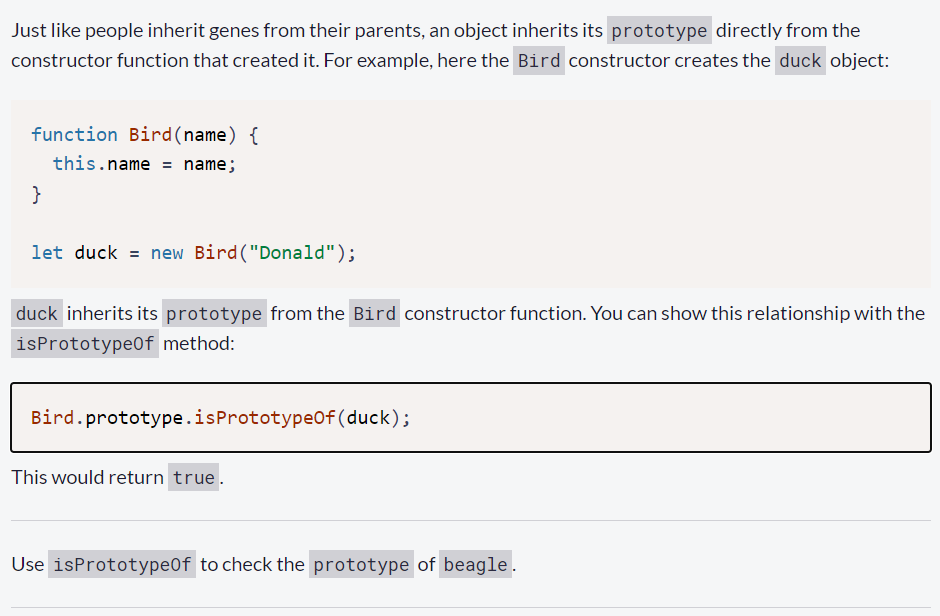 Just like people inherit genes from their parents, an object inherits its prototype directly from the
constructor function that created it. For example, here the Bird constructor creates the duck object:
function Bird(name) {
  this.name = name;
}
let duck = new Bird("Donald");
duck inherits its prototype from the Bird constructor function. You can show this relationship with the
isPrototypeOf method:
Bird.prototype.isPrototypeOf(duck);
This would return true.
Use isPrototypeOf to check the prototype of beagle.